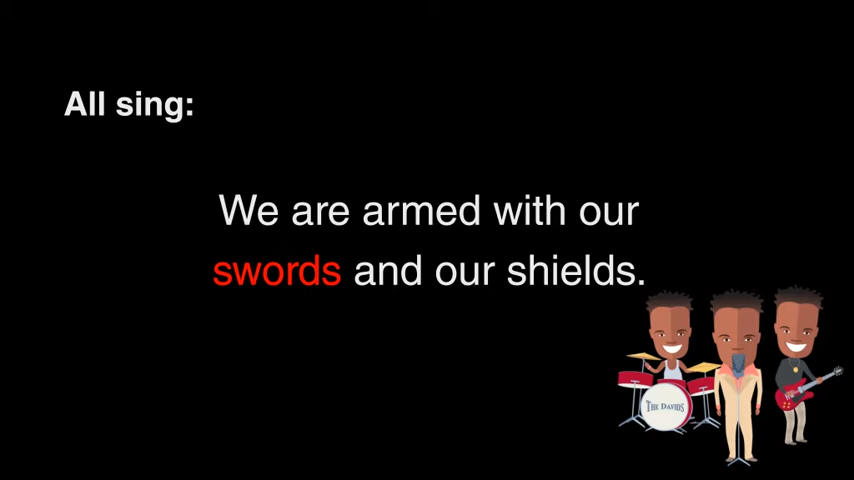 All sing:
We are armed with our
swords and our shields.
THE DAVIDS